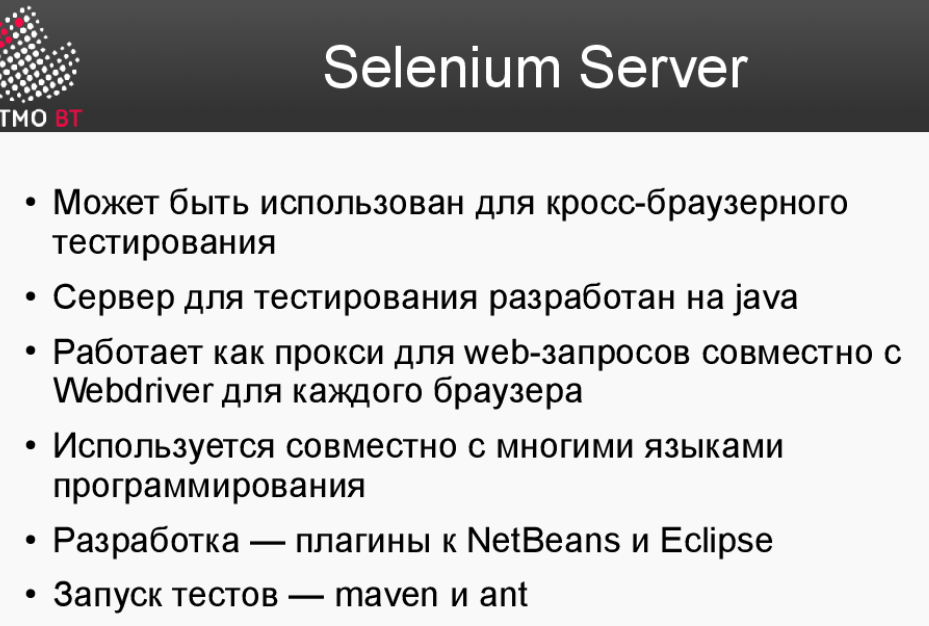 Selenium Server
ТМО ВТ
• Может быть использован для кросс-браузерного
тестирования
• Сервер для тестирования разработан на java
• Работает как прокси для web-запросов совместно с
Webdriver для каждого браузера
• Используется совместно с многими языками
программирования
• Разработка — плагины к NetBeans и Eclipse
• Запуск тестов — maven и ant